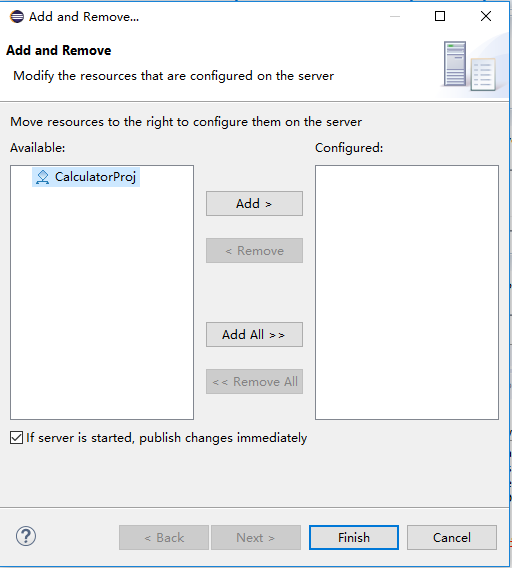 Add and Remove...
Add and Remove
Modify the resources that are configured on the server
Move resources to the right to configure them on the server
Available:
Configured:
CalculatorProj
Add >
< Remove
Add All >>
<< Remove All
If server is started, publish changes immediately
?
< Back
Next >
Finish
Cancel